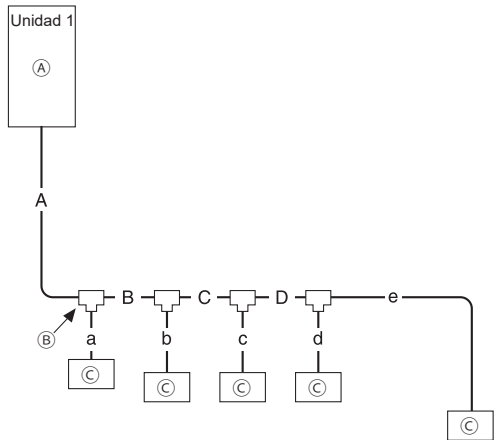 Unidad 1
Ⓐ
A
B C D e
Ⓑ a b c d
Ⓒ Ⓒ Ⓒ Ⓒ
Ⓒ